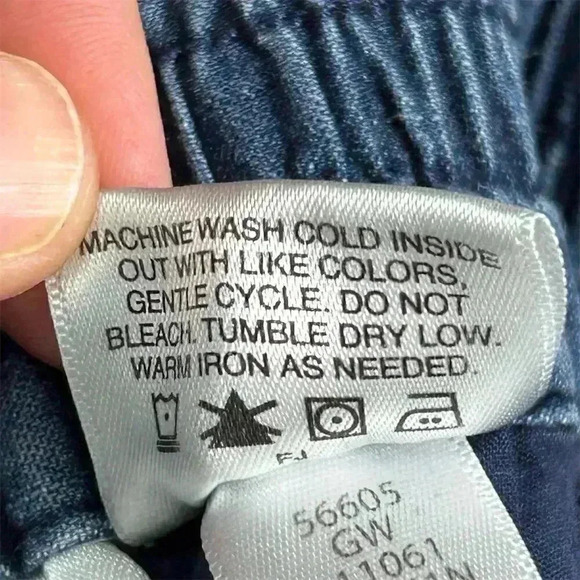 MACHINE WASH COLD INSIDE
OUT WITH LIKE COLORS,
GENTLE CYCLE. DO NOT
BLEACH. TUMBLE DRY LOW.
WARM IRON AS NEEDED.
56605
GW
11061